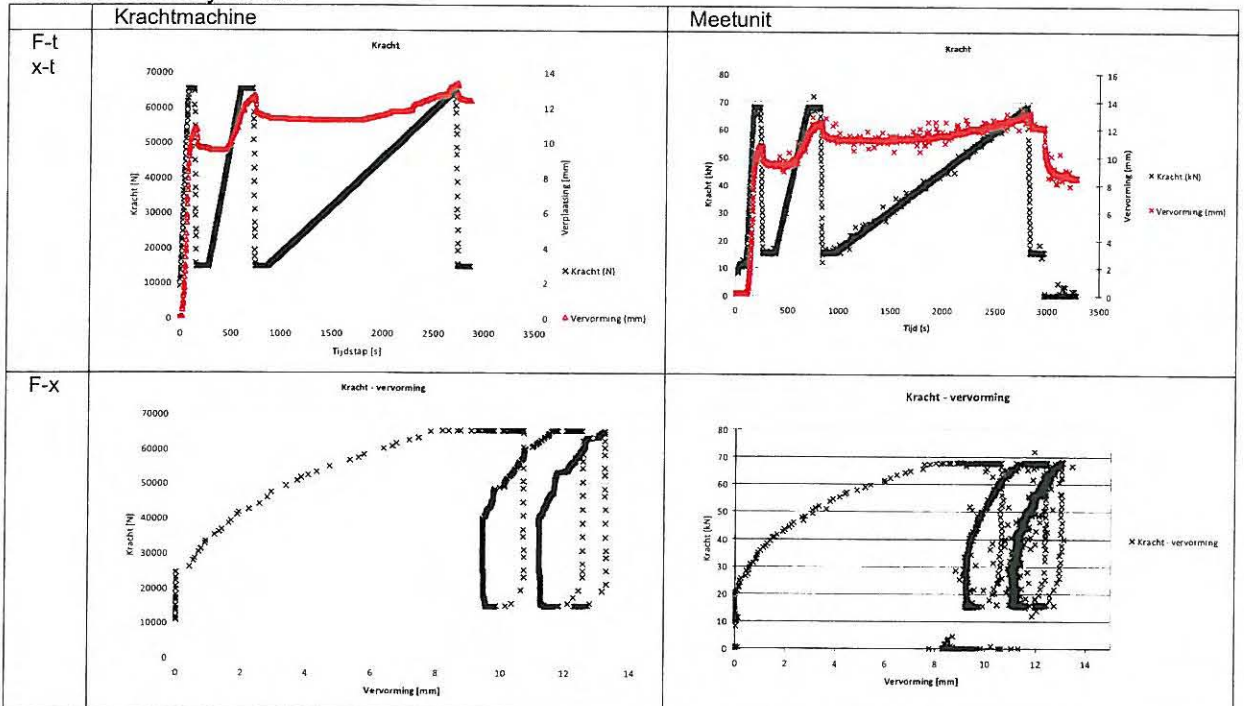 Krachtmachine
Meetunit
F-t
x-t
Kracht
70000
60000
50000
40000
30000
20000
10000
0
Kracht [N]
14
12
10
8
6
4
2
0
Verplaatsing [mm]
0 500 1000 1500 2000 2500 3000 3500
Tijdstap [s]
× Kracht (N)
Vervorming (mm)
Kracht
80
70
60
50
40
30
20
10
0
Kracht [kN]
16
14
12
10
8
6
4
2
0
Vervorming (mm)
0 500 1000 1500 2000 2500 3000 3500
Tijd (s)
× Kracht (kN)
× Vervorming (mm)
F-x
Kracht - vervorming
70000
60000
50000
40000
30000
20000
10000
0
Kracht [N]
0 2 4 6 8 10 12 14
Vervorming [mm]
Kracht - vervorming
80
70
60
50
40
30
20
10
0
Kracht [kN]
0 2 4 6 8 10 12 14
Vervorming [mm]
× Kracht - vervorming